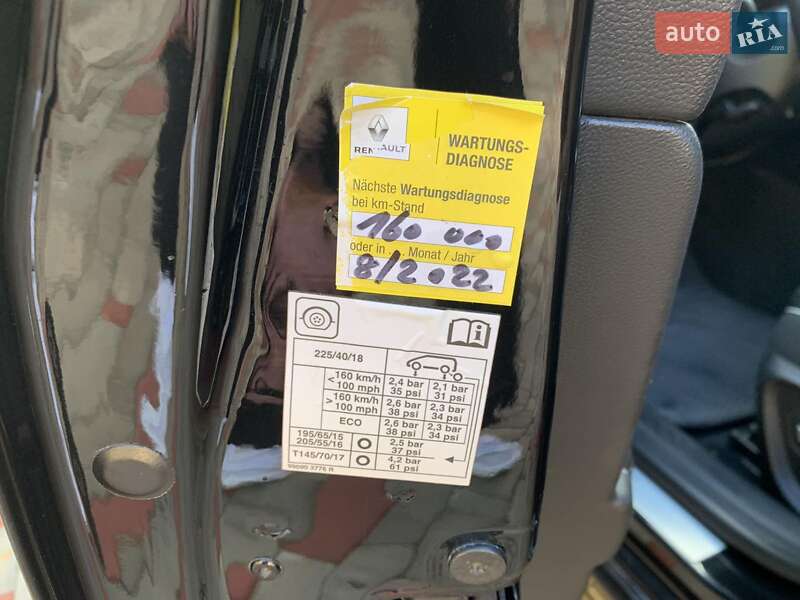 auto RIA.com
RENAULT
WARTUNGS-
DIAGNOSE
Nächste Wartungsdiagnose
bei km-Stand
160 000
oder in ... Monat / Jahr
8/2022
225/40/18
<160 km/h 100 mph 2,4 bar 35 psi 2,1 bar 31 psi
>160 km/h 100 mph 2,6 bar 38 psi 2,3 bar 34 psi
ECO 2,6 bar 38 psi 2,3 bar 34 psi
195/65/15
205/55/16 2,5 bar 37 psi
T145/70/17 4,2 bar 61 psi